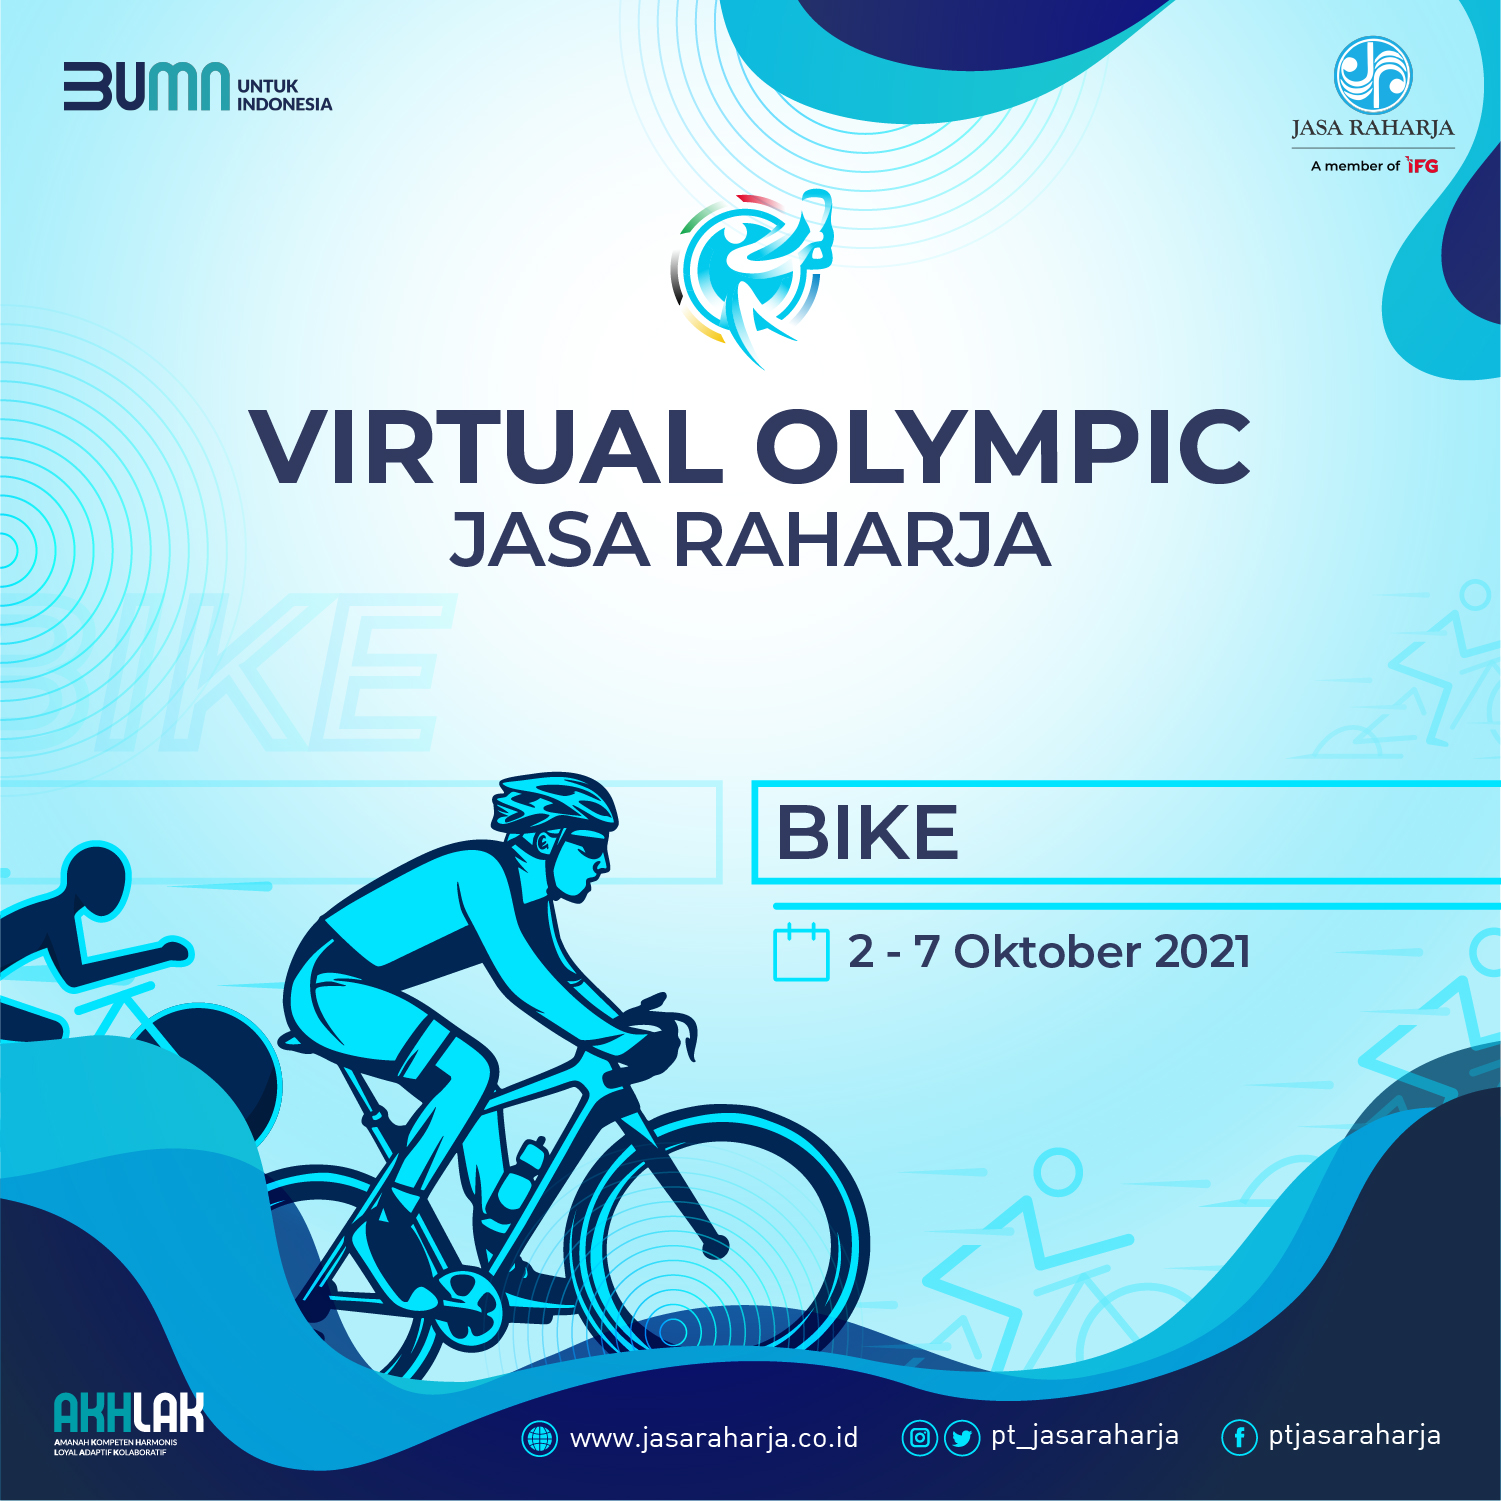 BUMN UNTUK
INDONESIA
JASA RAHARJA
A member of IFG
VIRTUAL OLYMPIC
JASA RAHARJA
BIKE
BIKE
2 - 7 Oktober 2021
AKHLAK
AMANAH KOMPETEN HARMONIS
LOYAL ADAPTIF KOLABORATIF
www.jasaraharja.co.id
pt_jasaraharja
ptjasaraharja